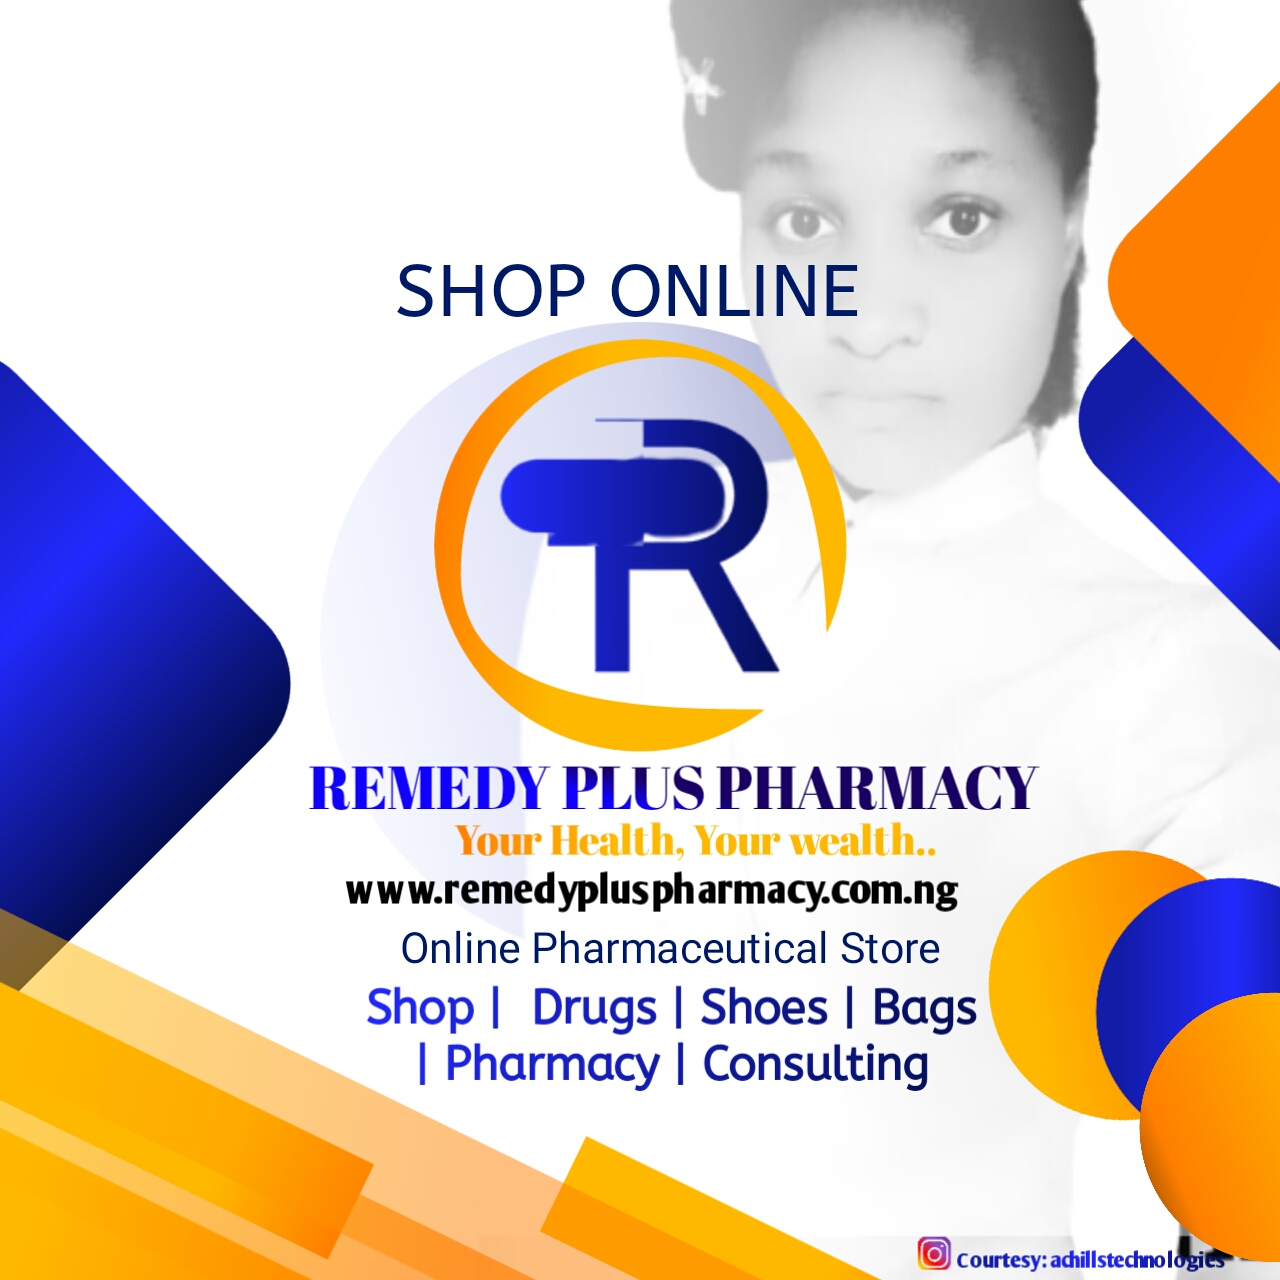 SHOP ONLINE
R
REMEDY PLUS PHARMACY
Your Health, Your wealth..
www.remedypluspharmacy.com.ng
Online Pharmaceutical Store
Shop | Drugs | Shoes | Bags
| Pharmacy | Consulting
Courtesy: achillstechnologies